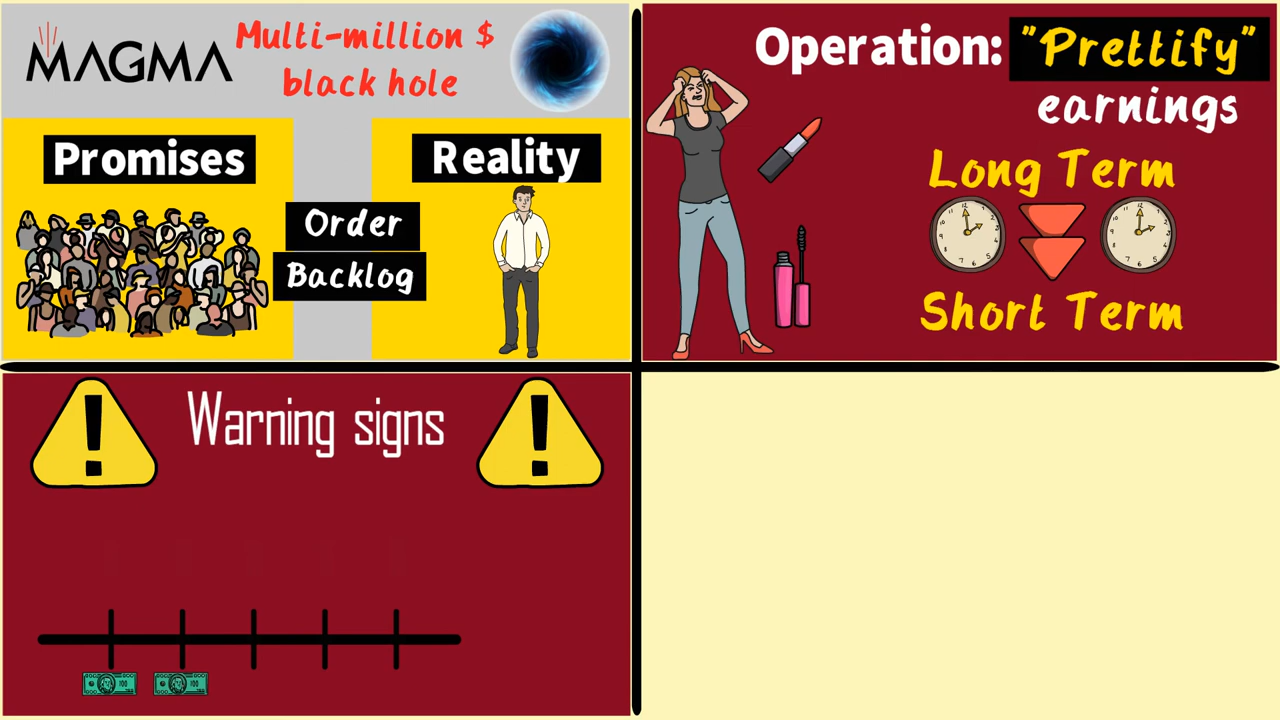 MAGMA
Multi-million $
black hole
Promises
Reality
Order
Backlog
Operation: "Prettify"
earnings
Long Term
Short Term
Warning signs